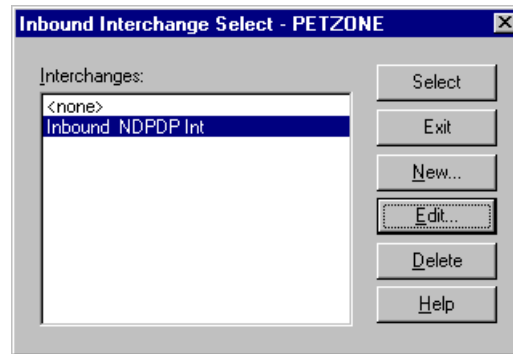 Inbound Interchange Select - PETZONE
Interchanges:
<none>
Inbound NDPDP Int
Select
Exit
New...
Edit...
Delete
Help